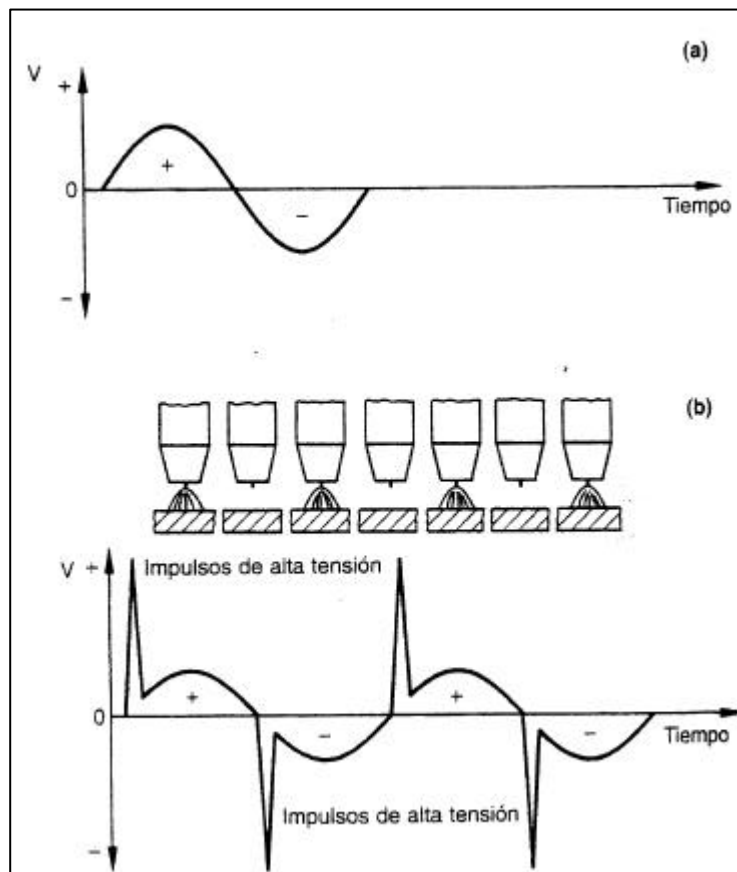 (a)
V
+
+
0
−
Tiempo
−
(b)
V
+
Impulsos de alta tensión
+
+
0
−
−
Tiempo
Impulsos de alta tensión
−